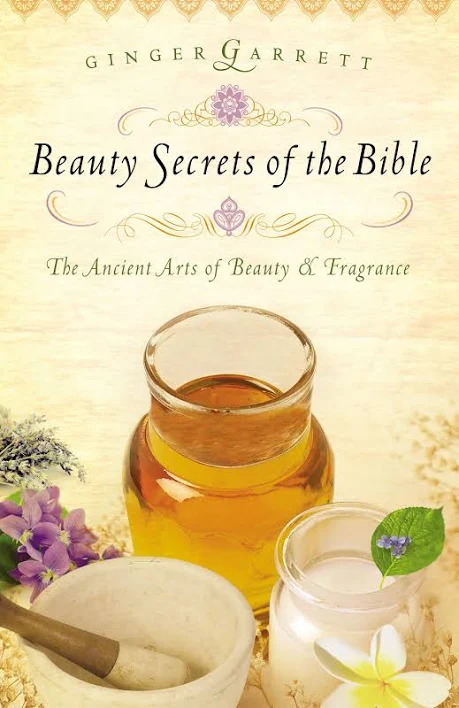 GINGER GARRETT
Beauty Secrets of the Bible
The Ancient Arts of Beauty & Fragrance